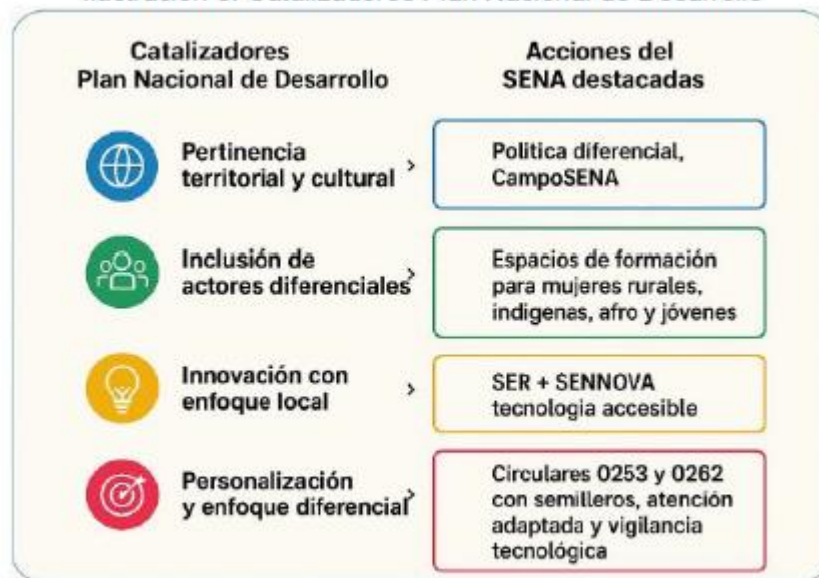 Catalizadores
Plan Nacional de Desarrollo
Acciones del
SENA destacadas
Pertinencia
territorial y cultural
›
Politica diferencial,
CampoSENA
Inclusión de
actores diferenciales
›
Espacios de formación
para mujeres rurales,
indigenas, afro y jóvenes
Innovación con
enfoque local
›
SER + SENNOVA
tecnologia accesible
Personalización
y enfoque diferencial
›
Circulares 0253 y 0262
con semilleros, atención
adaptada y vigilancia
tecnológica